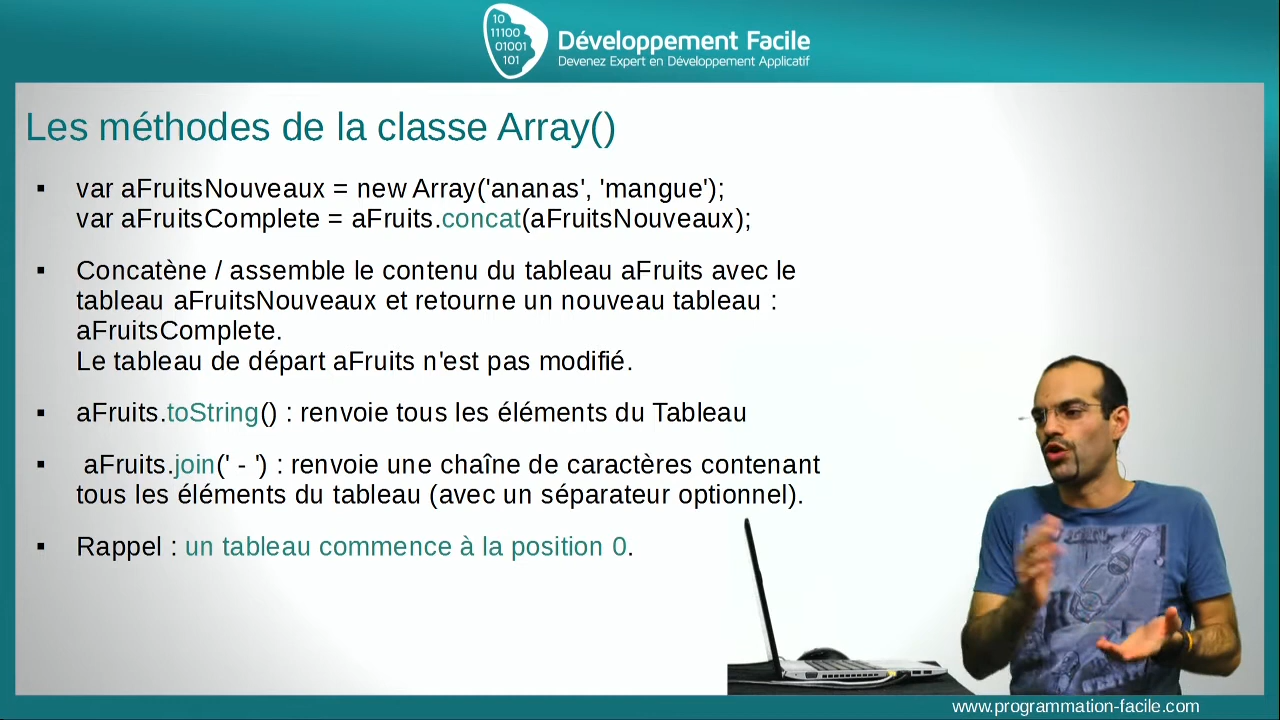 10
11100
01001
101
Développement Facile
Devenez Expert en Développement Applicatif
Les méthodes de la classe Array()
▪ var aFruitsNouveaux = new Array('ananas', 'mangue');
var aFruitsComplete = aFruits.concat(aFruitsNouveaux);
▪ Concatène / assemble le contenu du tableau aFruits avec le
tableau aFruitsNouveaux et retourne un nouveau tableau :
aFruitsComplete.
Le tableau de départ aFruits n'est pas modifié.
▪ aFruits.toString() : renvoie tous les éléments du Tableau
▪ aFruits.join(' - ') : renvoie une chaîne de caractères contenant
tous les éléments du tableau (avec un séparateur optionnel).
▪ Rappel : un tableau commence à la position 0.
www.programmation-facile.com